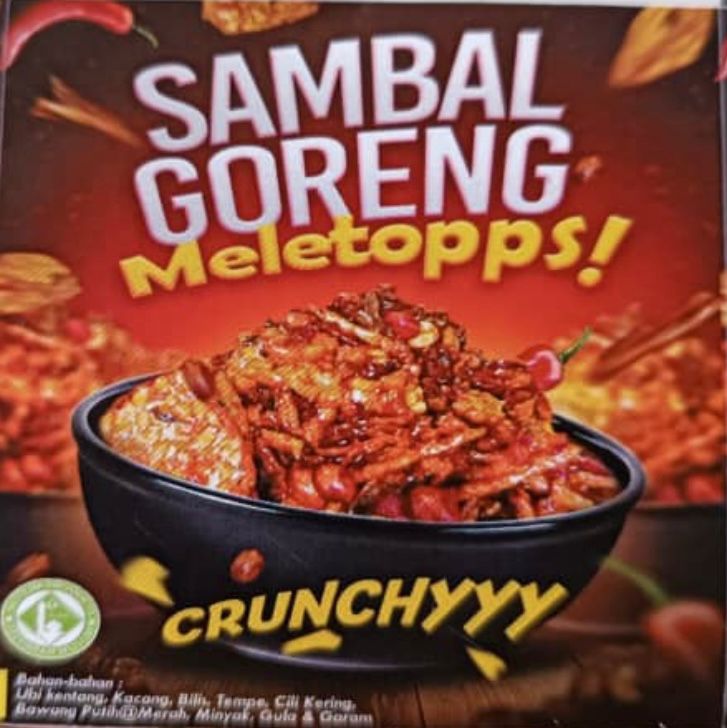 SAMBAL
GORENG
Meletopps!
CRUNCHYYY
Bahan-bahan :
Ubi kentang, Kacang, Bilis, Tempe, Cili Kering,
Bawang Putih@Merah, Minyak, Gula & Garam